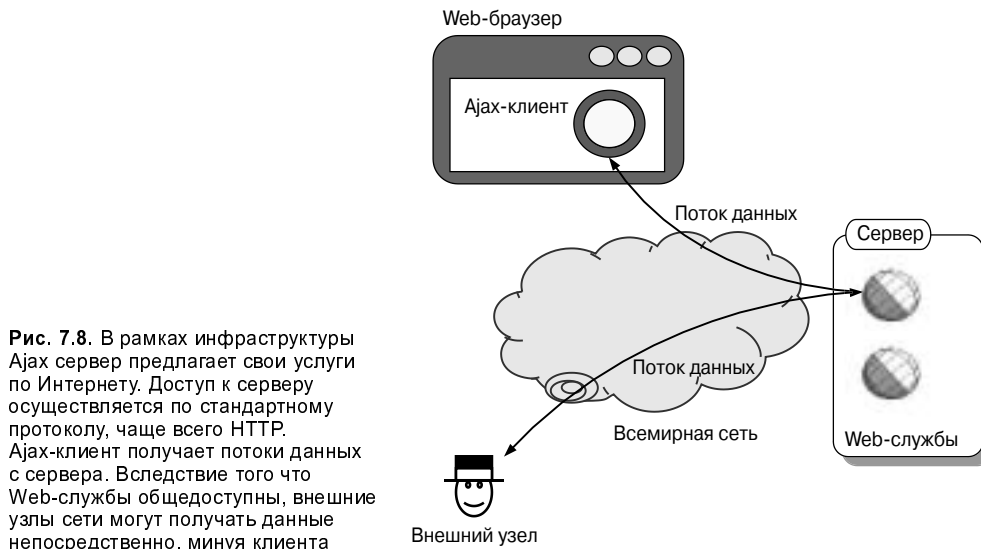 Web-браузер
Ajax-клиент
Поток данных
Сервер
Поток данных
Всемирная сеть
Web-службы
Внешний узел
Рис. 7.8. В рамках инфраструктуры
Ajax сервер предлагает свои услуги
по Интернету. Доступ к серверу
осуществляется по стандартному
протоколу, чаще всего HTTP.
Ajax-клиент получает потоки данных
с сервера. Вследствие того что
Web-службы общедоступны, внешние
узлы сети могут получать данные
непосредственно, минуя клиента